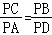 PC/PA = PB/PD